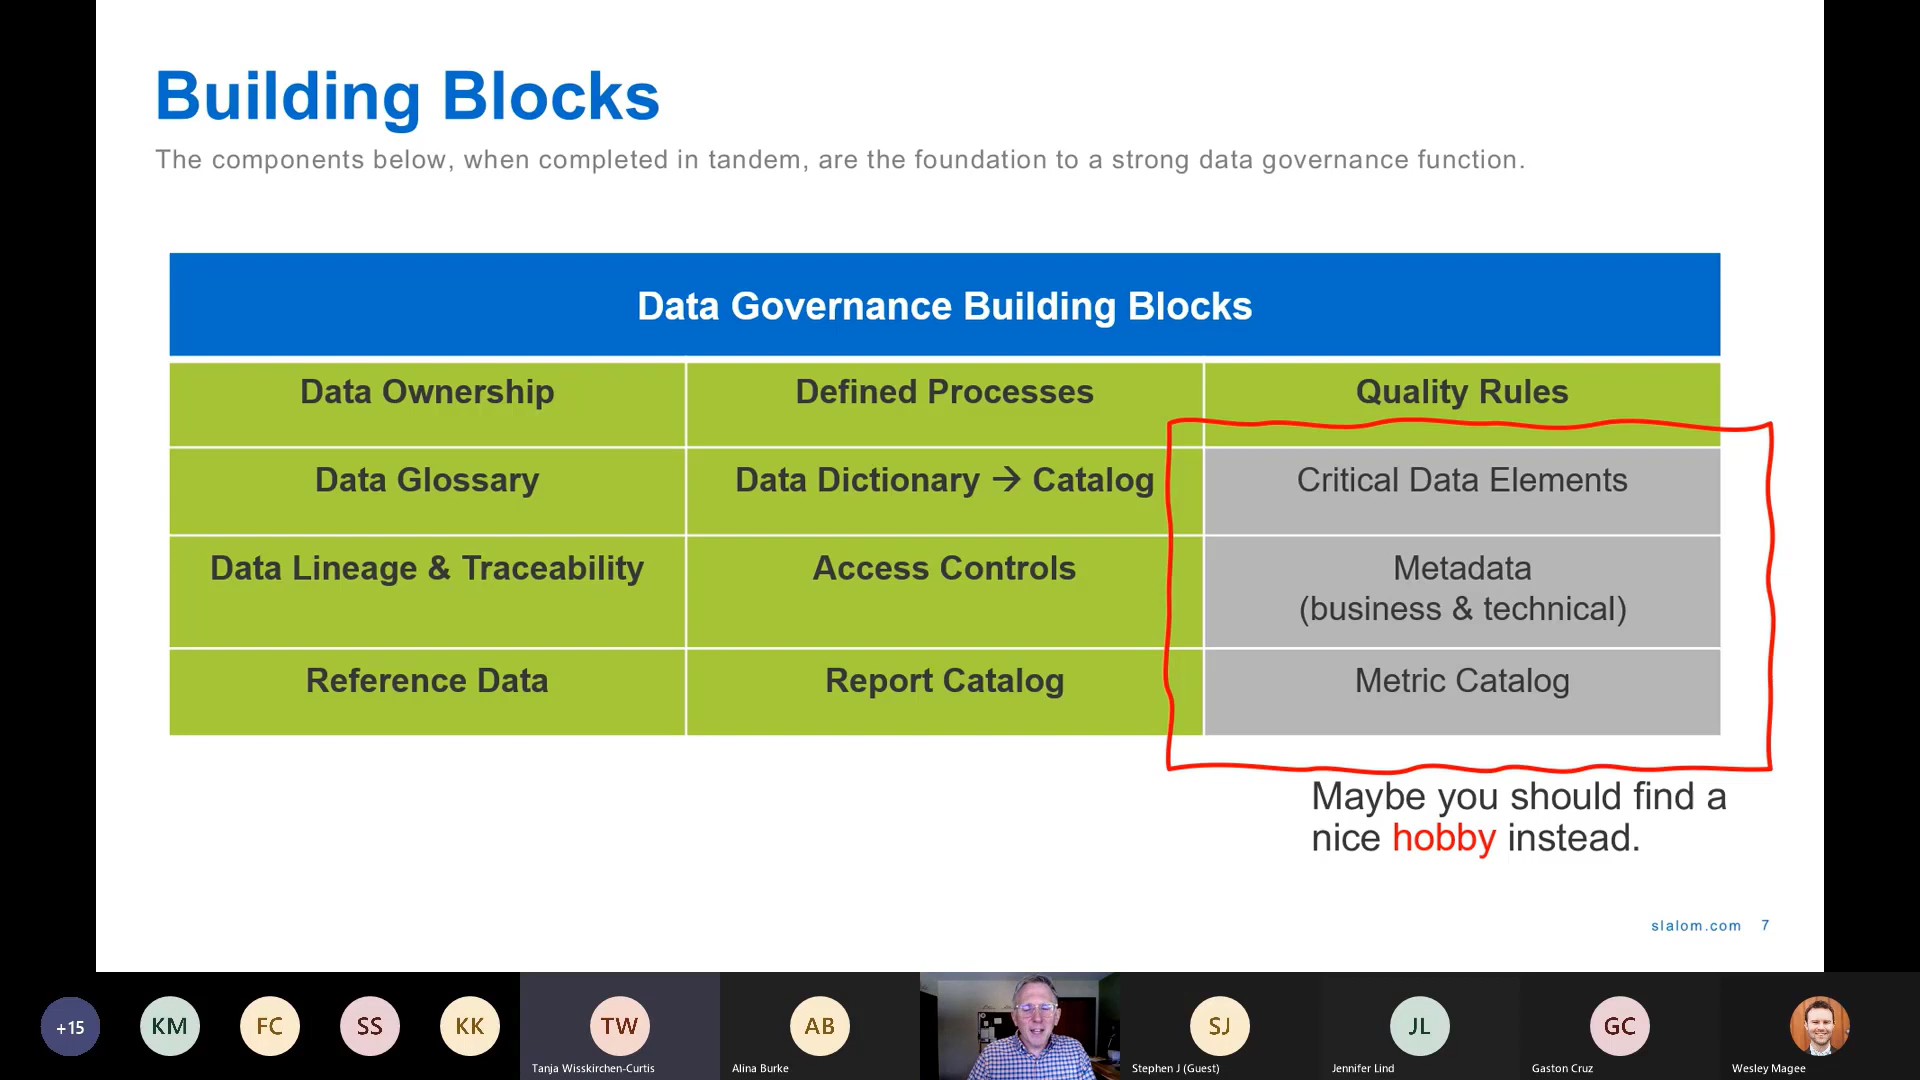 Building Blocks
The components below, when completed in tandem, are the foundation to a strong data governance function.
Data Governance Building Blocks
Data Ownership
Defined Processes
Quality Rules
Data Glossary
Data Dictionary → Catalog
Critical Data Elements
Data Lineage & Traceability
Access Controls
Metadata
(business & technical)
Reference Data
Report Catalog
Metric Catalog
Maybe you should find a
nice hobby instead.
slalom.com 7
+15
KM
FC
SS
KK
TW
Tanja Wisskirchen-Curtis
AB
Alina Burke
SJ
Stephen J (Guest)
JL
Jennifer Lind
GC
Gaston Cruz
Wesley Magee